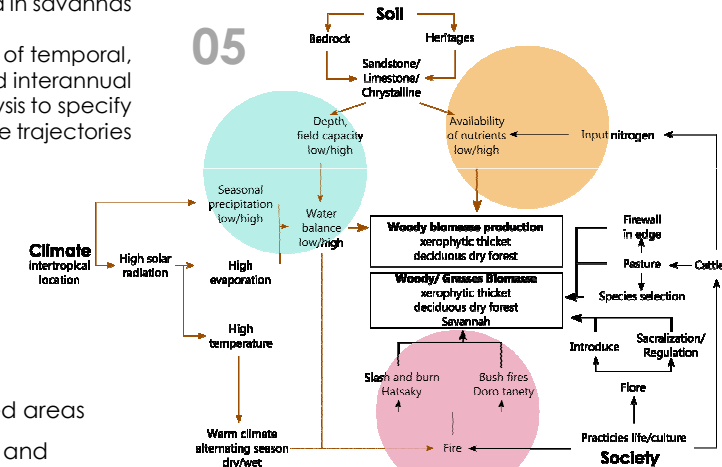 d in savannas
of temporal,
d interannual
ysis to specify
e trajectories
05
Soil
Bedrock
Heritages
Sandstone/
Limestone/
Chrystalline
Depth,
field capacity
low/high
Availability
of nutrients
low/high
Input nitrogen
Seasonal
precipitation
low/high
Water
balance
low/high
Climate
intertropical
location
High solar
radiation
High
evaporation
High
temperature
Warm climate
alternating season
dry/wet
Woody biomass production
xerophytic thicket
deciduous dry forest
Woody/ Grasses Biomasse
xerophytic thicket
deciduous dry forest
Savannah
Firewall
in edge
Pasture
Cattle
Species selection
Introduce
Sacralization/
Regulation
Flore
Slash and burn
Hatsaky
Bush fires
Doro tanety
Fire
Practicies life/culture
Society
ed areas
and